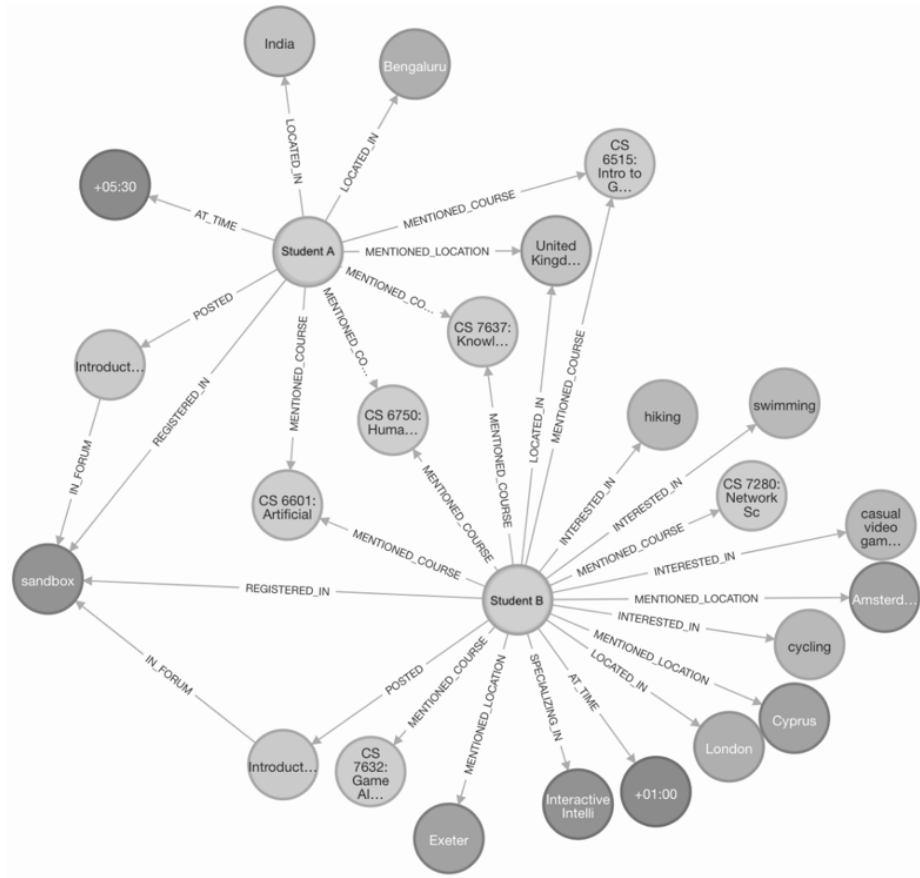 India
Bengaluru
LOCATED_IN
LOCATED_IN
CS
6515:
Intro to
G...
+05:30
AT_TIME
MENTIONED_COURSE
Student A
MENTIONED_LOCATION
United
Kingd...
POSTED
MENTIONED_CO...
MENTIONED_CO...
CS 7637:
Knowl...
MENTIONED_COURSE
Introduct...
REGISTERED_IN
MENTIONED_COURSE
LOCATED_IN
hiking
swimming
CS 6750:
Huma...
IN_FORUM
MENTIONED_COURSE
CS 6601:
Artificial
MENTIONED_COURSE
MENTIONED_COURSE
INTERESTED_IN
INTERESTED_IN
CS 7280:
Network
Sc
MENTIONED_COURSE
casual
video
gam...
INTERESTED_IN
sandbox
REGISTERED_IN
Student B
MENTIONED_LOCATION
Amsterd...
INTERESTED_IN
cycling
IN_FORUM
POSTED
MENTIONED_COURSE
MENTIONED_LOCATION
SPECIALIZING_IN
AT_TIME
LOCATED_IN
MENTIONED_LOCATION
Cyprus
London
Introduct...
CS
7632:
Game
AI...
Exeter
Interactive
Intelli
+01:00